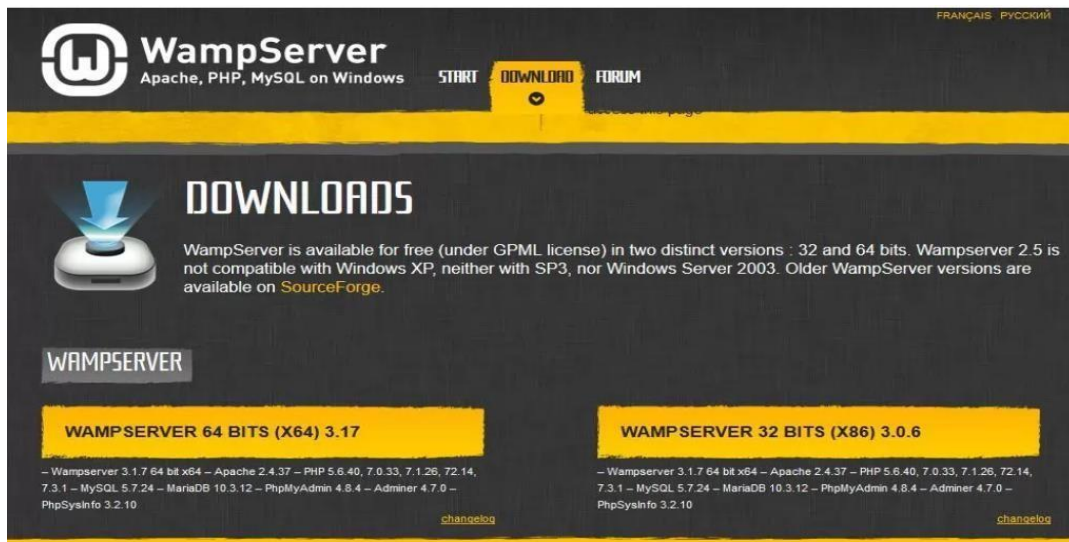 FRANÇAIS РУССКИЙ
WampServer
Apache, PHP, MySQL on Windows
START DOWNLOAD FORUM
access this page
DOWNLOADS
WampServer is available for free (under GPML license) in two distinct versions : 32 and 64 bits. Wampserver 2.5 is
not compatible with Windows XP, neither with SP3, nor Windows Server 2003. Older WampServer versions are
available on SourceForge.
WAMPSERVER
WAMPSERVER 64 BITS (X64) 3.17
– Wampserver 3.1.7 64 bit x64 – Apache 2.4.37 – PHP 5.6.40, 7.0.33, 7.1.26, 72.14,
7.3.1 – MySQL 5.7.24 – MariaDB 10.3.12 – PhpMyAdmin 4.8.4 – Adminer 4.7.0 –
PhpSysInfo 3.2.10
changelog
WAMPSERVER 32 BITS (X86) 3.0.6
– Wampserver 3.1.7 64 bit x64 – Apache 2.4.37 – PHP 5.6.40, 7.0.33, 7.1.26, 72.14,
7.3.1 – MySQL 5.7.24 – MariaDB 10.3.12 – PhpMyAdmin 4.8.4 – Adminer 4.7.0 –
PhpSysInfo 3.2.10
changelog